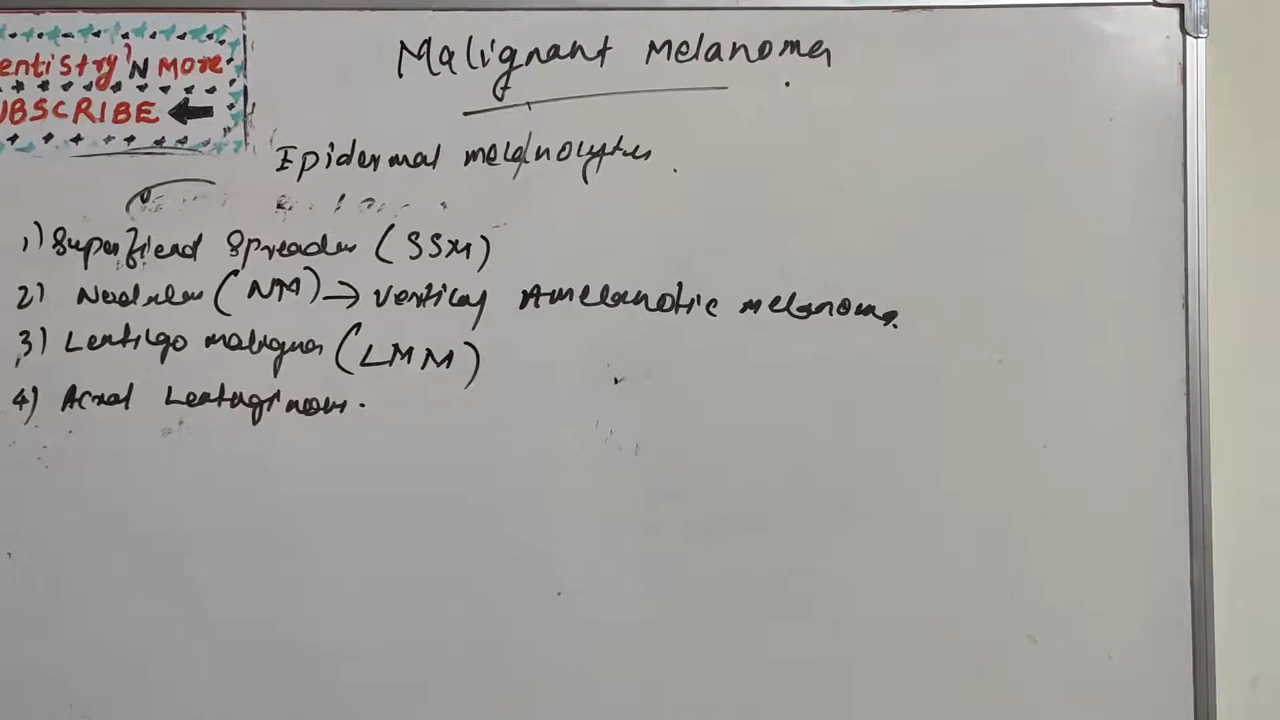 entistry 'N MORE
UBSCRIBE
Malignant Melanoma
Epidermal melanocytes.
1) Superficial Spreading (SSM)
2) Nodular (NM) → vertical Amelanotic melanoma.
3) Lentigo maligna (LMM)
4) Acral Lentiginous.